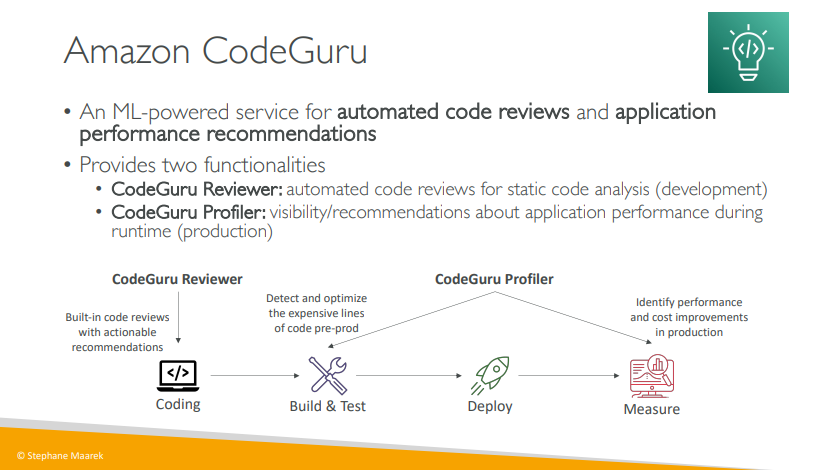 Amazon CodeGuru
</>
• An ML-powered service for automated code reviews and application
performance recommendations
• Provides two functionalities
• CodeGuru Reviewer: automated code reviews for static code analysis (development)
• CodeGuru Profiler: visibility/recommendations about application performance during
runtime (production)
CodeGuru Reviewer
CodeGuru Profiler
Built-in code reviews
with actionable
recommendations
Detect and optimize
the expensive lines
of code pre-prod
Identify performance
and cost improvements
in production
</>
Coding
Build & Test
Deploy
Measure
© Stephane Maarek